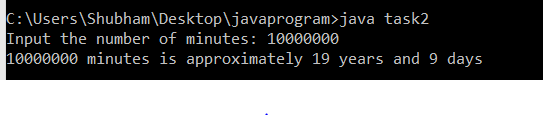 C:\Users\Shubham\Desktop\javaprogram>java task2
Input the number of minutes: 10000000
10000000 minutes is approximately 19 years and 9 days